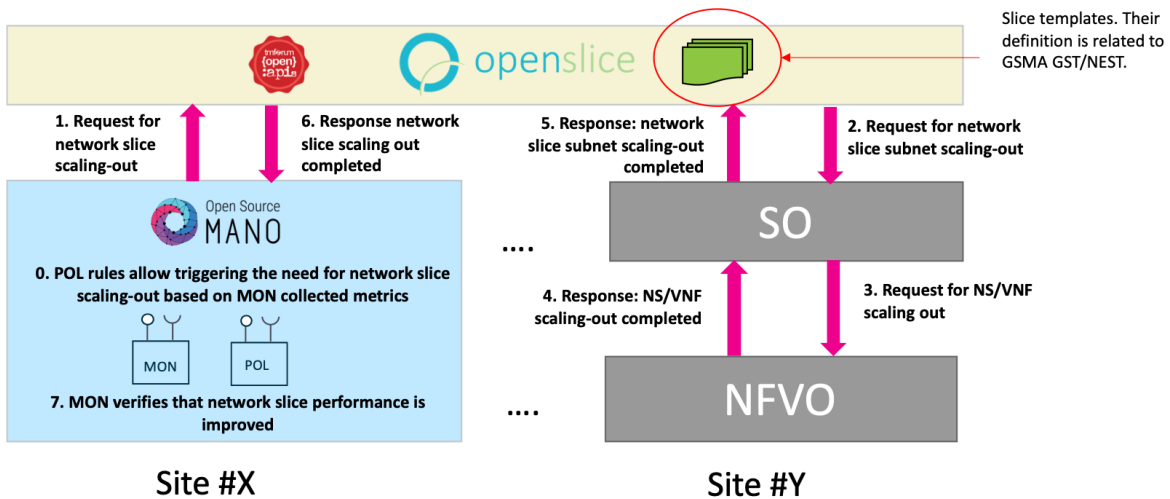 Slice templates. Their
definition is related to
GSMA GST/NEST.
tmforum
{open}
:apis
openslice
1. Request for
network slice
scaling-out
6. Response network
slice scaling out
completed
5. Response: network
slice subnet scaling-out
completed
2. Request for network
slice subnet scaling-out
Open Source
MANO
0. POL rules allow triggering the need for network slice
scaling-out based on MON collected metrics
MON
POL
7. MON verifies that network slice performance is
improved
....
SO
4. Response: NS/VNF
scaling-out completed
3. Request for NS/VNF
scaling out
....
NFVO
Site #X
Site #Y